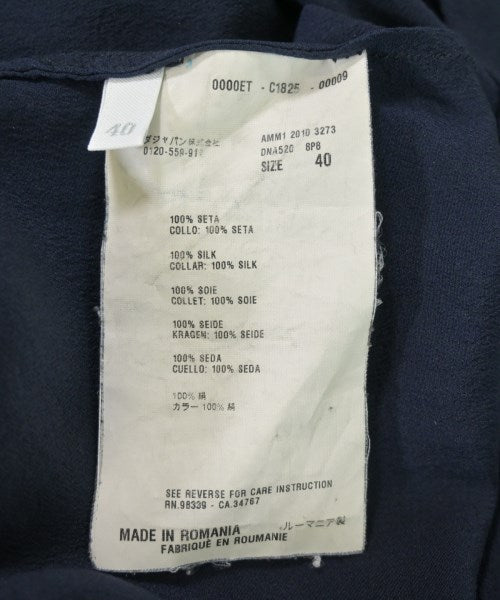 0000ET - C1825 - 00009
40
ダジャパン株式会社
0120-559-912
AMM1 2010 3273
DNA520 8P8
SIZE 40
100% SETA
COLLO: 100% SETA
100% SILK
COLLAR: 100% SILK
100% SOIE
COLLET: 100% SOIE
100% SEIDE
KRAGEN: 100% SEIDE
100% SEDA
CUELLO: 100% SEDA
100% 絹
カラー 100% 絹
SEE REVERSE FOR CARE INSTRUCTION
RN.98339 - CA.34767
MADE IN ROMANIA
ルーマニア製
FABRIQUÉ EN ROUMANIE